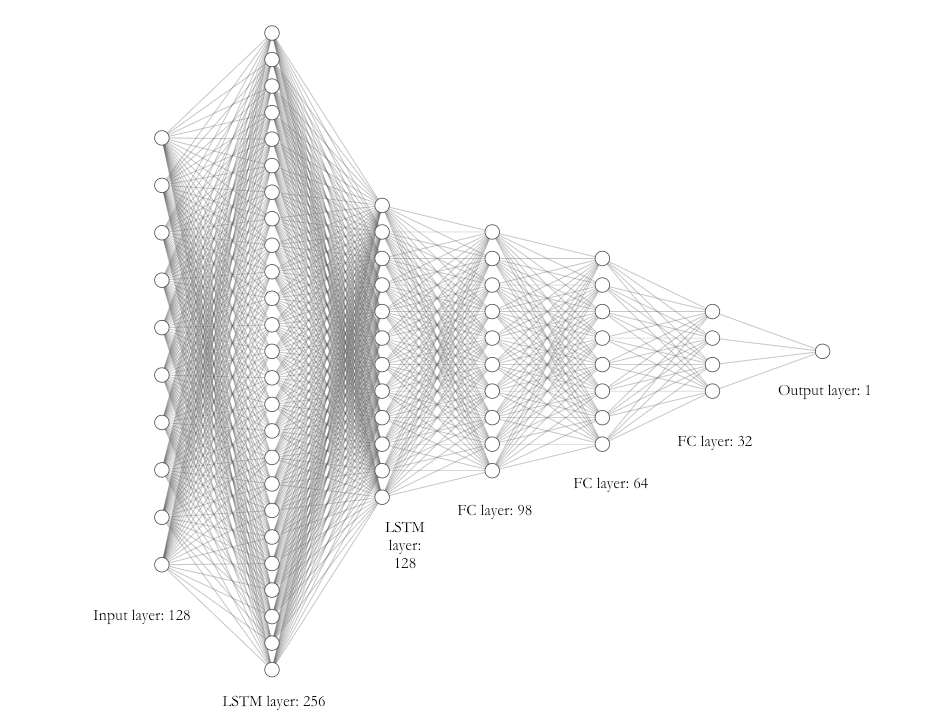 Input layer: 128
LSTM layer: 256
LSTM
layer:
128
FC layer: 98
FC layer: 64
FC layer: 32
Output layer: 1